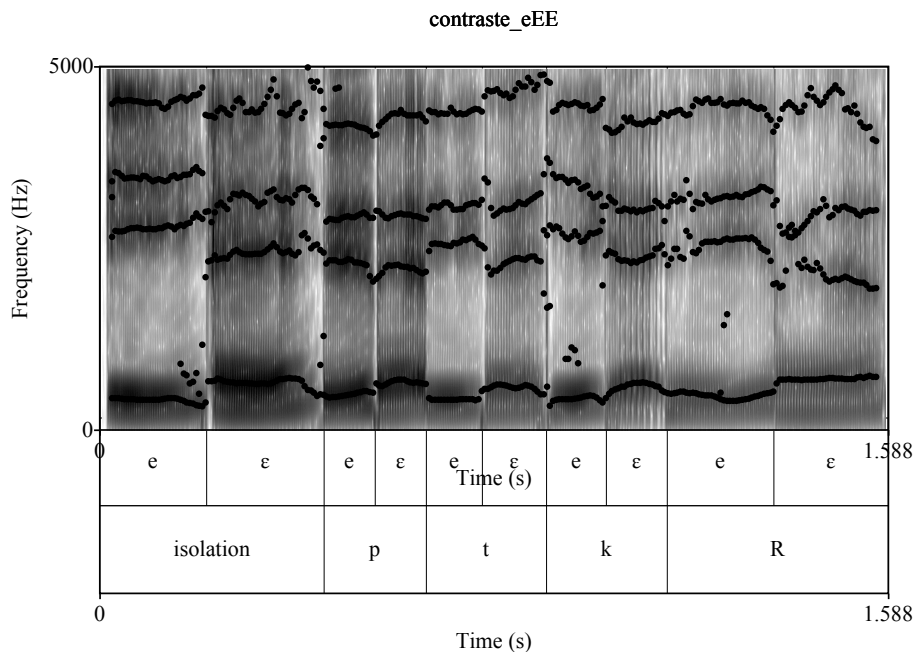 contraste_eEE
5000
Frequency (Hz)
0
0 1.588
Time (s)
e ε e ε e ε e ε e ε
isolation p t k R
0 1.588
Time (s)